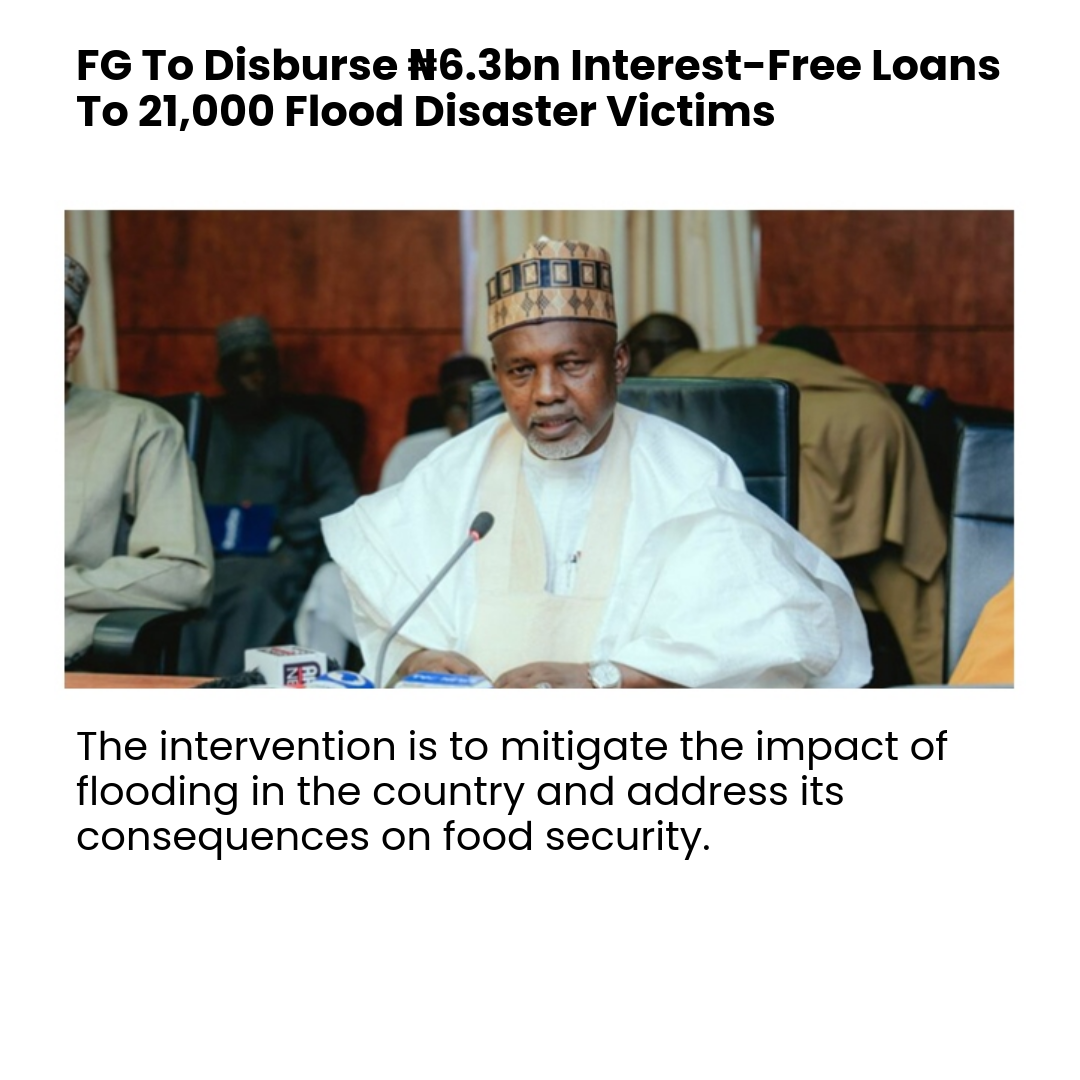 FG To Disburse ₦6.3bn Interest-Free Loans
To 21,000 Flood Disaster Victims
The intervention is to mitigate the impact of
flooding in the country and address its
consequences on food security.